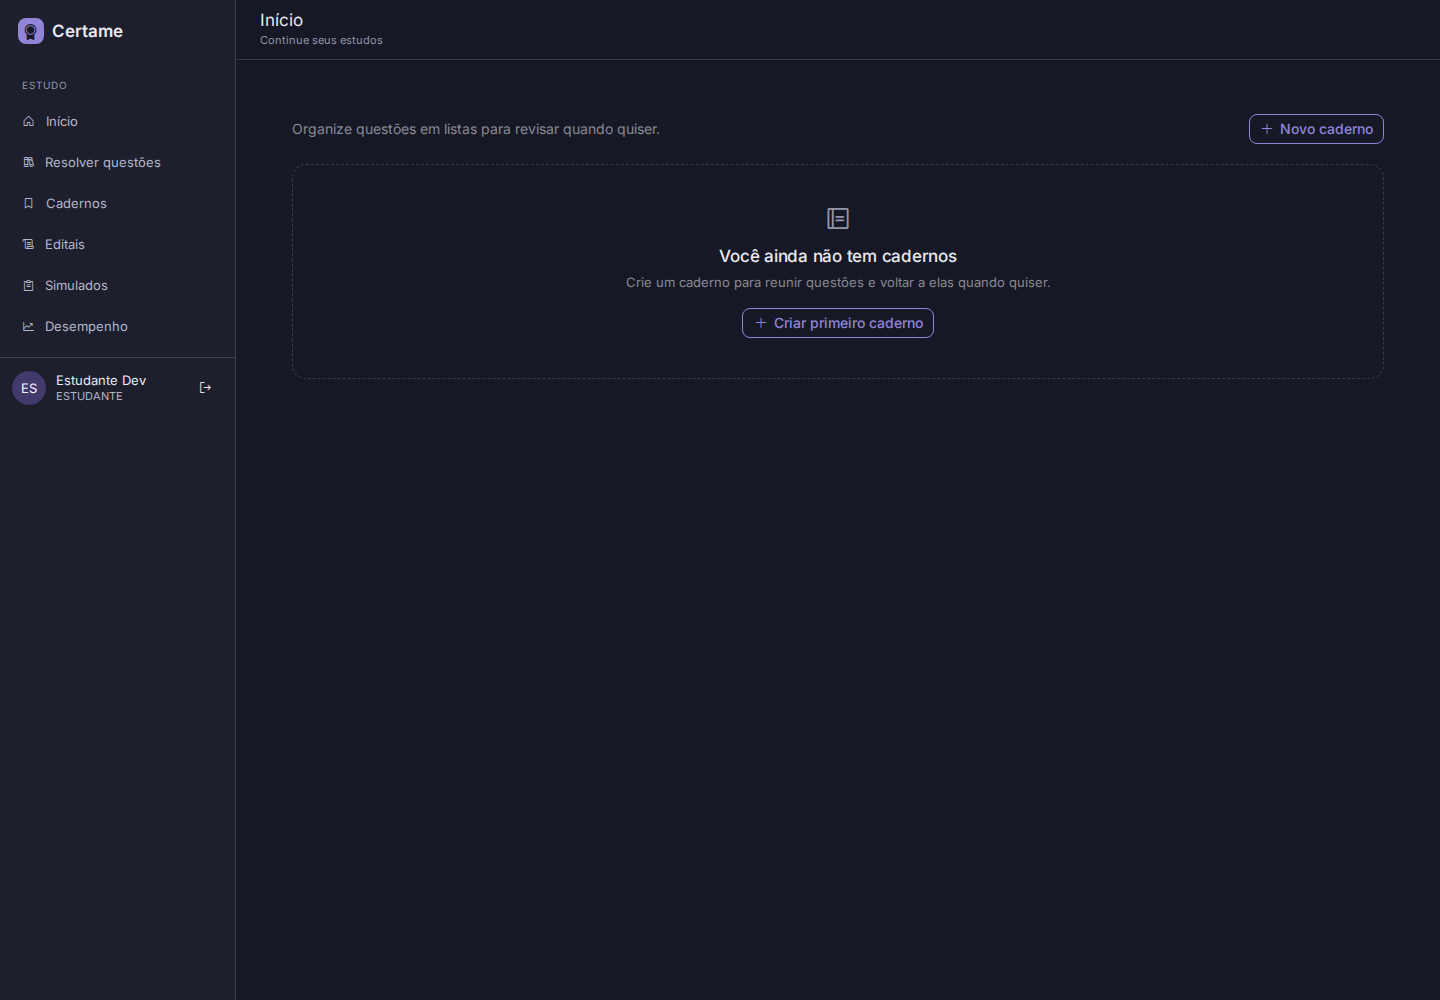 Certame
ESTUDO
Início
Resolver questões
Cadernos
Editais
Simulados
Desempenho
ES
Estudante Dev
ESTUDANTE
Início
Continue seus estudos
Organize questões em listas para revisar quando quiser.
Novo caderno
Você ainda não tem cadernos
Crie um caderno para reunir questões e voltar a elas quando quiser.
Criar primeiro caderno